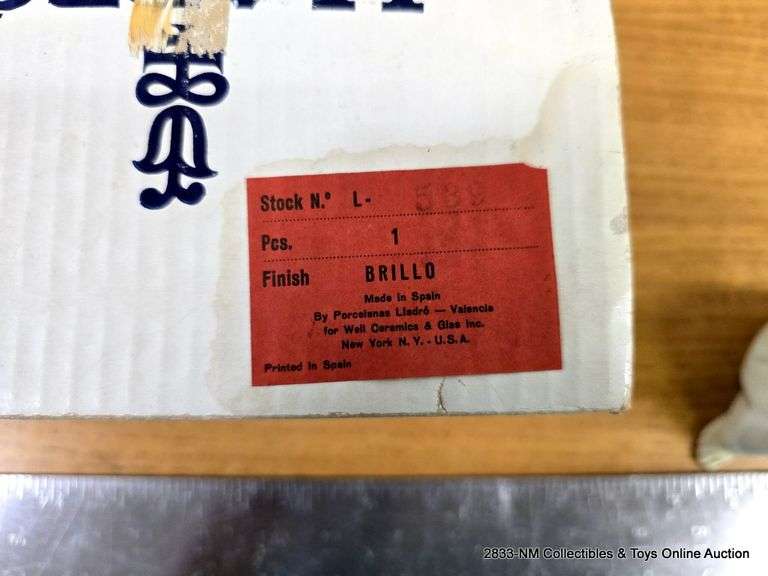 Stock N.º L- 539
Pcs. 1
Finish BRILLO
Made in Spain
By Porcelanas Lladró — Valencia
for Weil Ceramics & Glas Inc.
New York N. Y. - U.S.A.
Printed in Spain
2833-NM Collectibles & Toys Online Auction